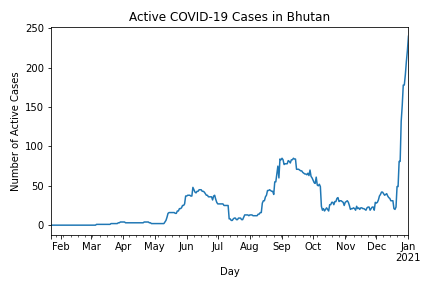 Active COVID-19 Cases in Bhutan
250
200
150
100
50
0
Number of Active Cases
Feb Mar Apr May Jun Jul Aug Sep Oct Nov Dec Jan
2021
Day